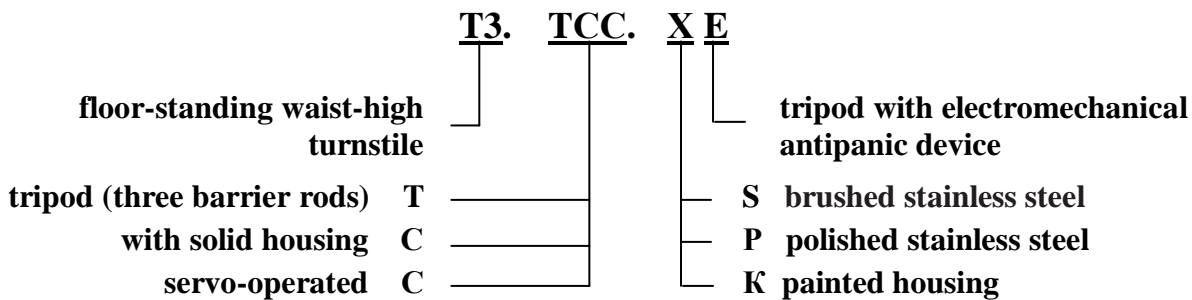 T3. TCC. X E
floor-standing waist-high
turnstile
tripod with electromechanical
antipanic device
tripod (three barrier rods) T
S brushed stainless steel
with solid housing C
P polished stainless steel
servo-operated C
К painted housing